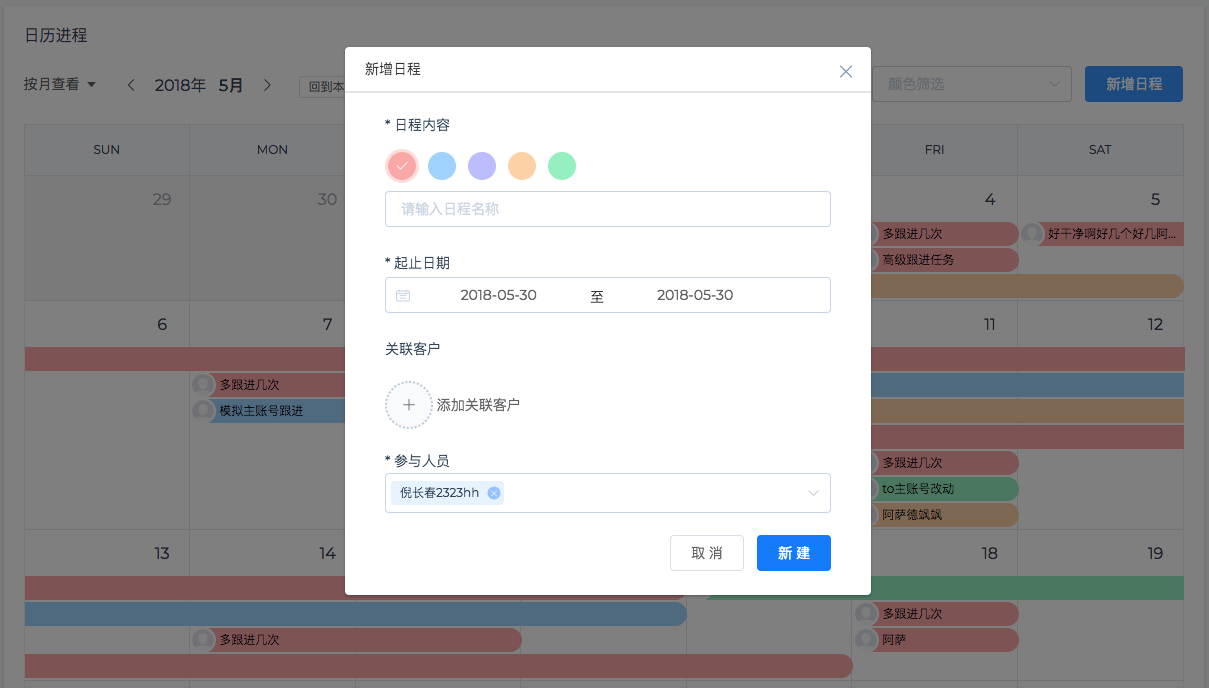 日历进程
新增日程
按月查看
2018年 5月
回到本
颜色筛选
新增日程
* 日程内容
请输入日程名称
* 起止日期
2018-05-30 至 2018-05-30
关联客户
添加关联客户
* 参与人员
倪长春2323hh
取 消
新 建
SUN MON FRI SAT
29 30 4 5
多跟进几次
好干净啊好几个好几阿...
高级跟进任务
6 7 11 12
多跟进几次
模拟主账号跟进
多跟进几次
to主账号改动
阿萨德飒飒
13 14 18 19
多跟进几次
多跟进几次
阿萨